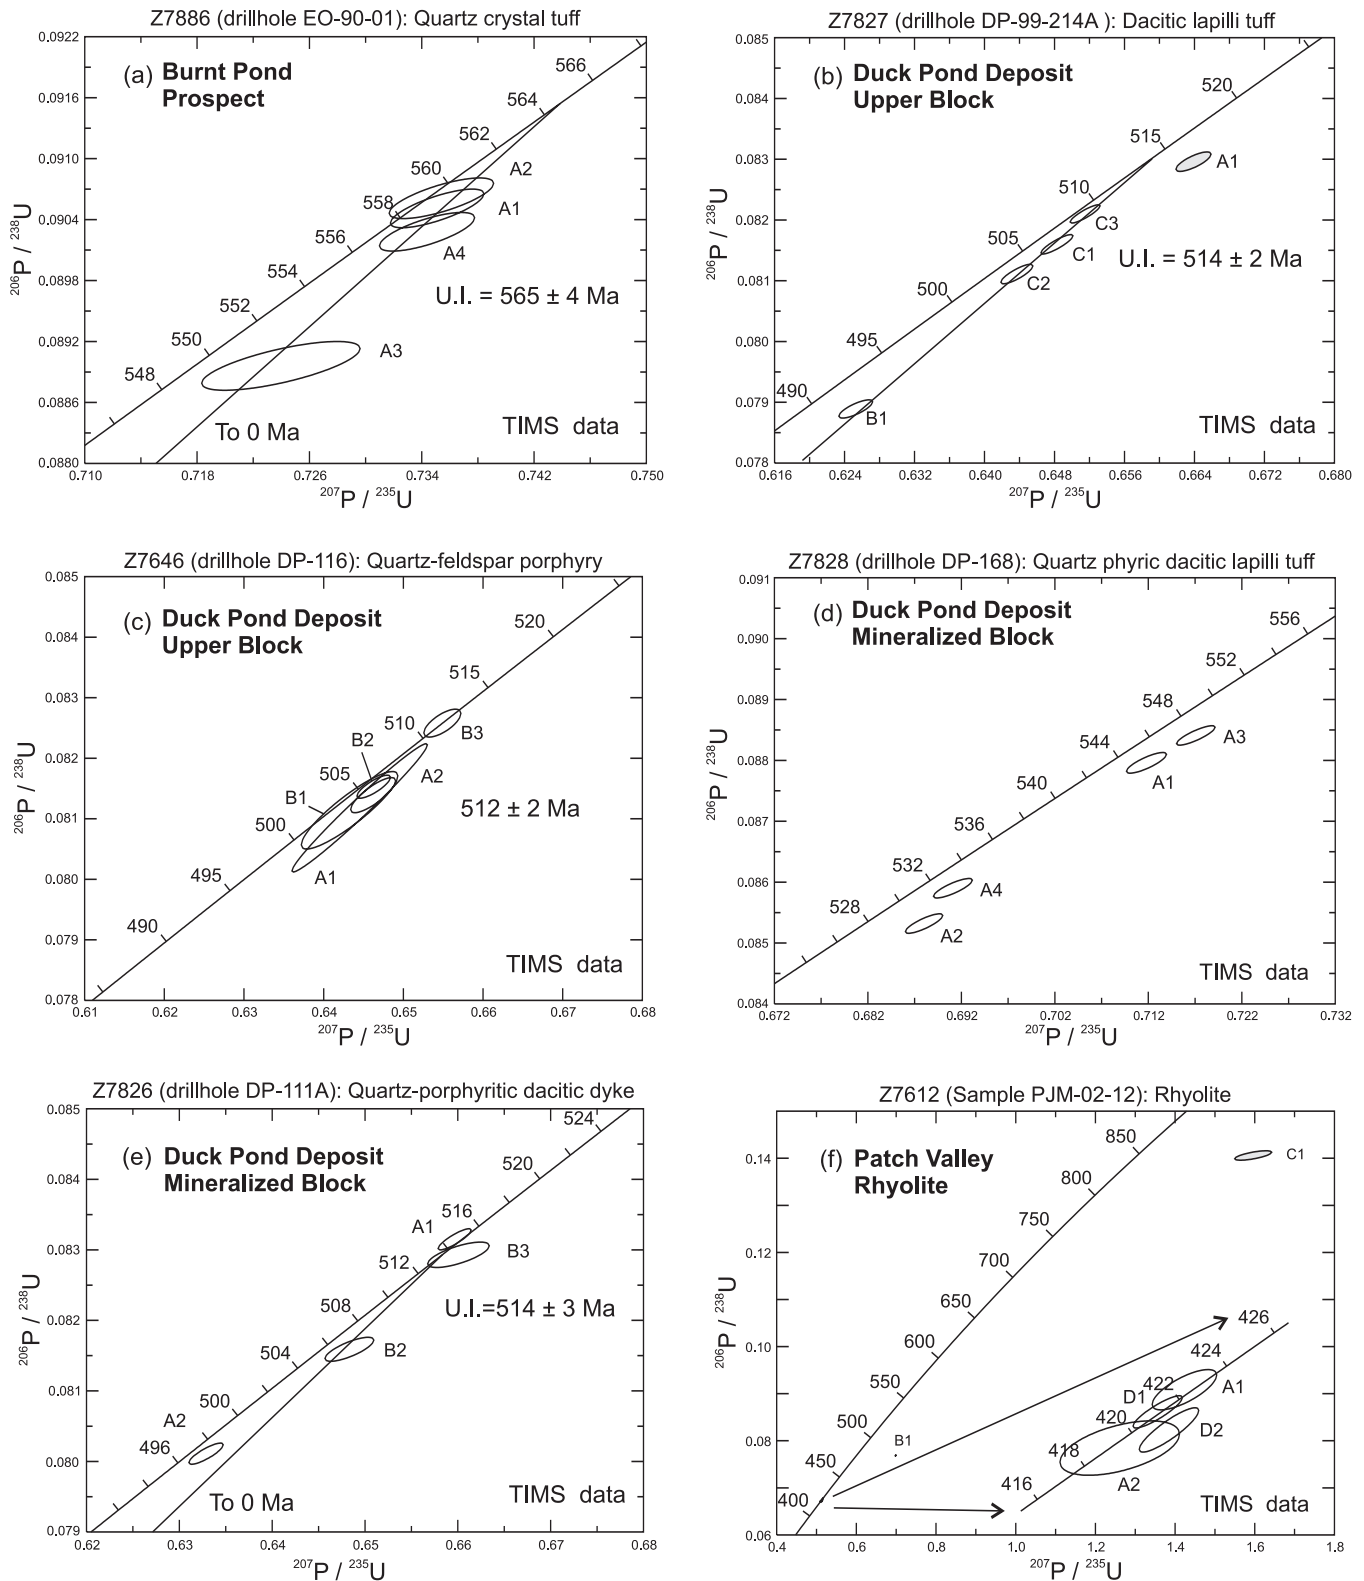 Z7886 (drillhole EO-90-01): Quartz crystal tuff
(a) Burnt Pond
Prospect
0.0922
0.0916
0.0910
0.0904
0.0898
0.0892
0.0886
0.0880
206P / 238U
566
564
562
560
558
556
554
552
550
548
A2
A1
A4
A3
U.I. = 565 ± 4 Ma
To 0 Ma
TIMS data
0.710
0.718
0.726
0.734
0.742
0.750
207P / 235U
Z7827 (drillhole DP-99-214A ): Dacitic lapilli tuff
(b) Duck Pond Deposit
Upper Block
0.085
0.084
0.083
0.082
0.081
0.080
0.079
0.078
206P / 238U
520
515
510
505
500
495
490
A1
C3
C1
C2
B1
U.I. = 514 ± 2 Ma
TIMS data
0.616
0.624
0.632
0.640
0.648
0.656
0.664
0.672
0.680
207P / 235U
Z7646 (drillhole DP-116): Quartz-feldspar porphyry
(c) Duck Pond Deposit
Upper Block
0.085
0.084
0.083
0.082
0.081
0.080
0.079
0.078
206P / 238U
520
515
510
505
500
495
490
B3
B2
A2
B1
A1
512 ± 2 Ma
TIMS data
0.61
0.62
0.63
0.64
0.65
0.66
0.67
0.68
207P / 235U
Z7828 (drillhole DP-168): Quartz phyric dacitic lapilli tuff
(d) Duck Pond Deposit
Mineralized Block
0.091
0.090
0.089
0.088
0.087
0.086
0.085
0.084
206P / 238U
556
552
548
544
540
536
532
528
A3
A1
A4
A2
TIMS data
0.672
0.682
0.692
0.702
0.712
0.722
0.732
207P / 235U
Z7826 (drillhole DP-111A): Quartz-porphyritic dacitic dyke
(e) Duck Pond Deposit
Mineralized Block
0.085
0.084
0.083
0.082
0.081
0.080
0.079
206P / 238U
524
520
516
512
508
504
500
496
A1
B3
B2
A2
U.I.=514 ± 3 Ma
To 0 Ma
TIMS data
0.62
0.63
0.64
0.65
0.66
0.67
0.68
207P / 235U
Z7612 (Sample PJM-02-12): Rhyolite
(f) Patch Valley
Rhyolite
0.14
0.12
0.10
0.08
0.06
206P / 238U
850
800
750
700
650
600
550
500
450
400
C1
B1
426
424
422
420
418
416
D1
A1
D2
A2
TIMS data
0.4
0.6
0.8
1.0
1.2
1.4
1.6
1.8
207P / 235U